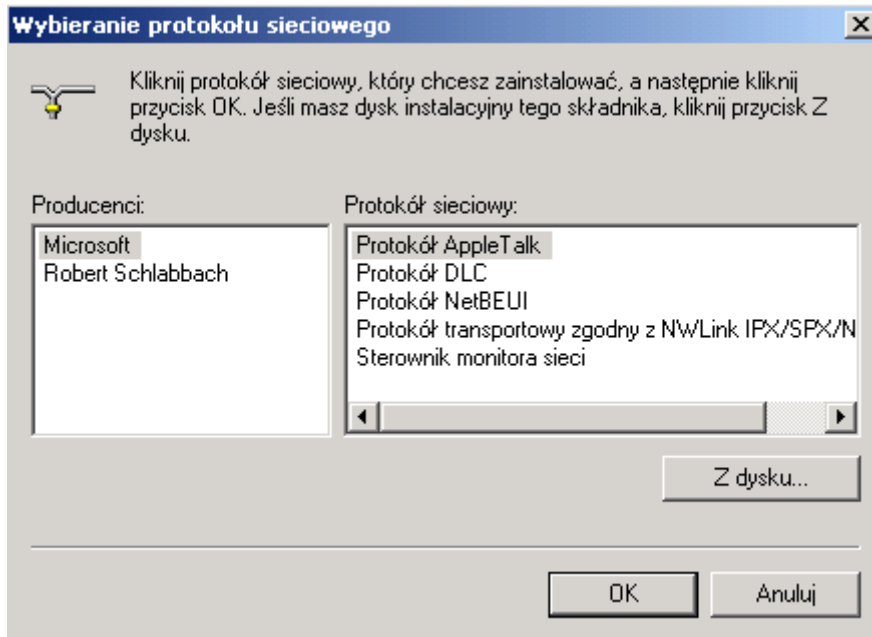 Wybieranie protokołu sieciowego
Kliknij protokół sieciowy, który chcesz zainstalować, a następnie kliknij
przycisk OK. Jeśli masz dysk instalacyjny tego składnika, kliknij przycisk Z
dysku.
Producenci:
Microsoft
Robert Schlabbach
Protokół sieciowy:
Protokół AppleTalk
Protokół DLC
Protokół NetBEUI
Protokół transportowy zgodny z NWLink IPX/SPX/N
Sterownik monitora sieci
Z dysku...
OK
Anuluj